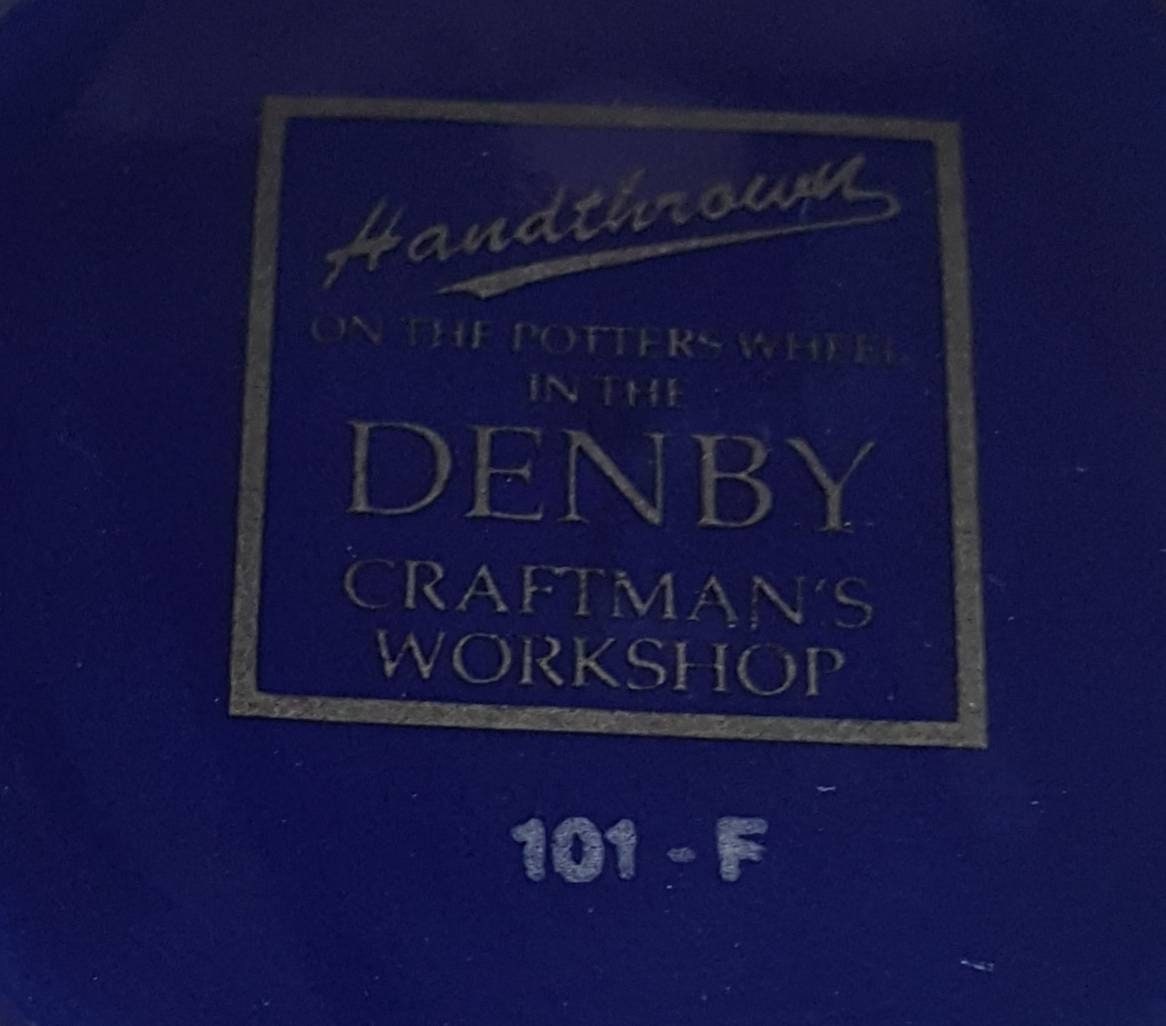 Handthrown
ON THE POTTERS WHEEL
IN THE
DENBY
CRAFTMAN'S
WORKSHOP
101 - F